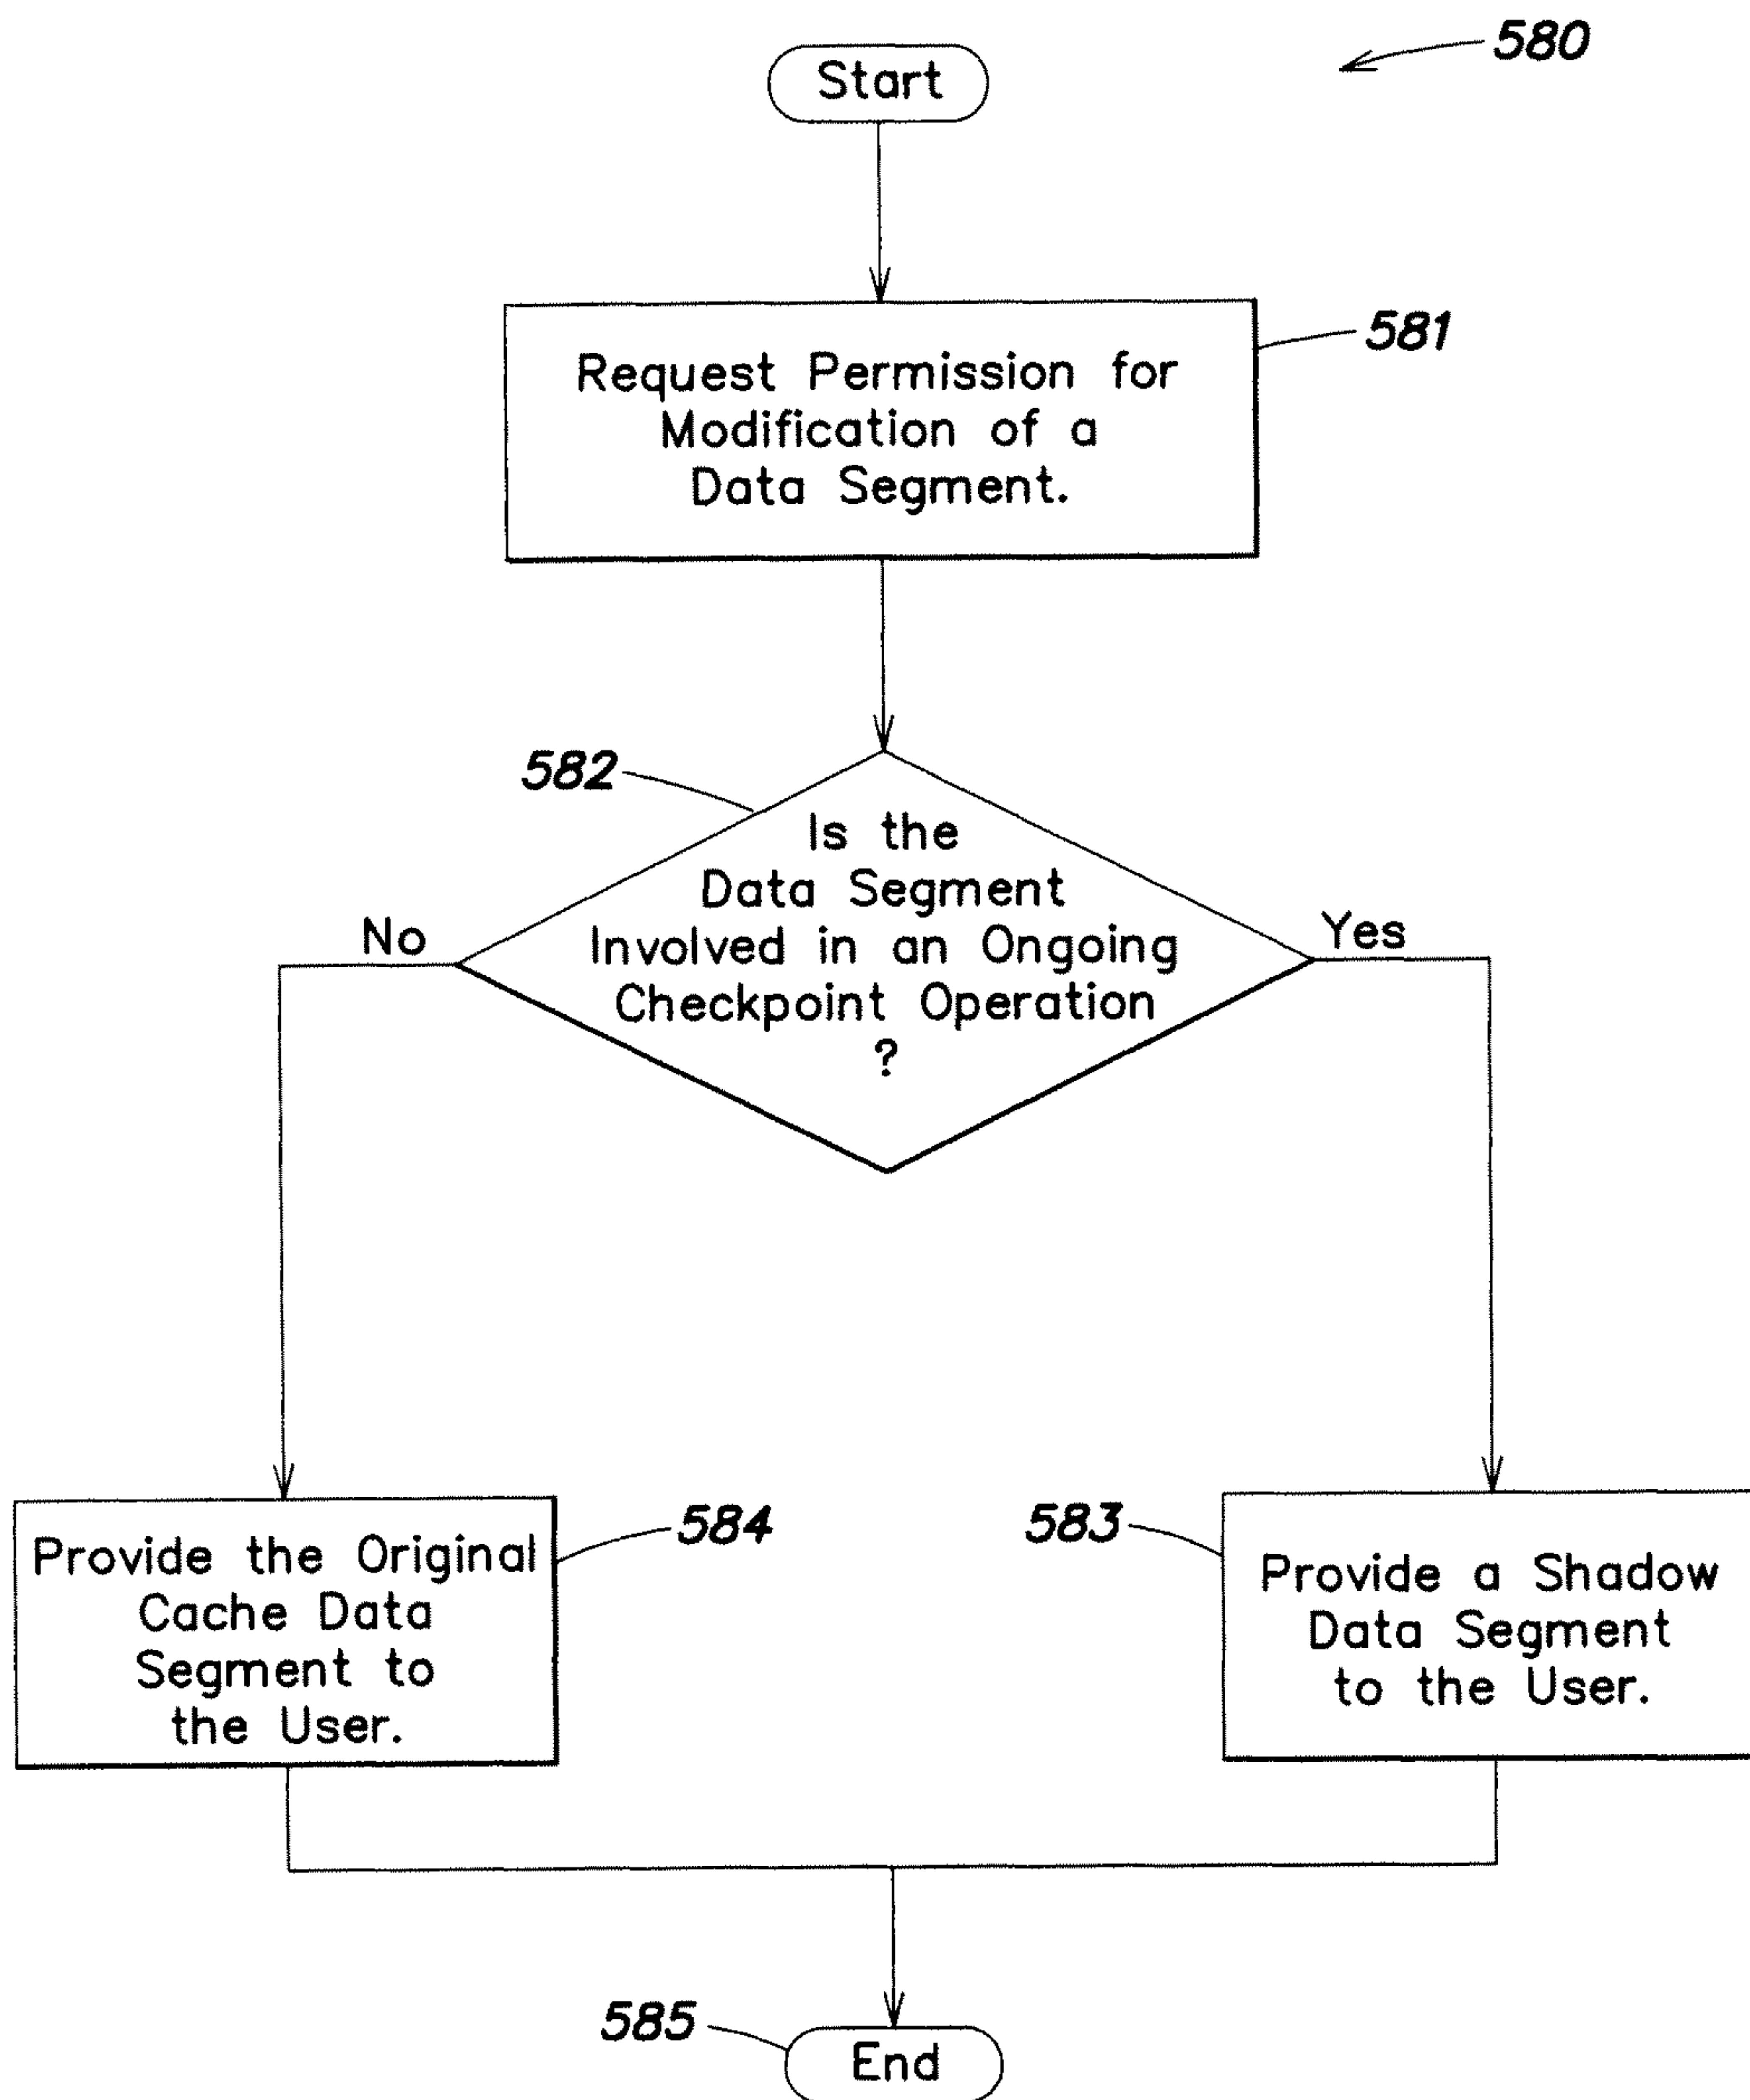 Start
580
581
Request Permission for
Modification of a
Data Segment.
582
Is the
Data Segment
Involved in an Ongoing
Checkpoint Operation
?
No
Yes
584
Provide the Original
Cache Data
Segment to
the User.
583
Provide a Shadow
Data Segment
to the User.
585
End